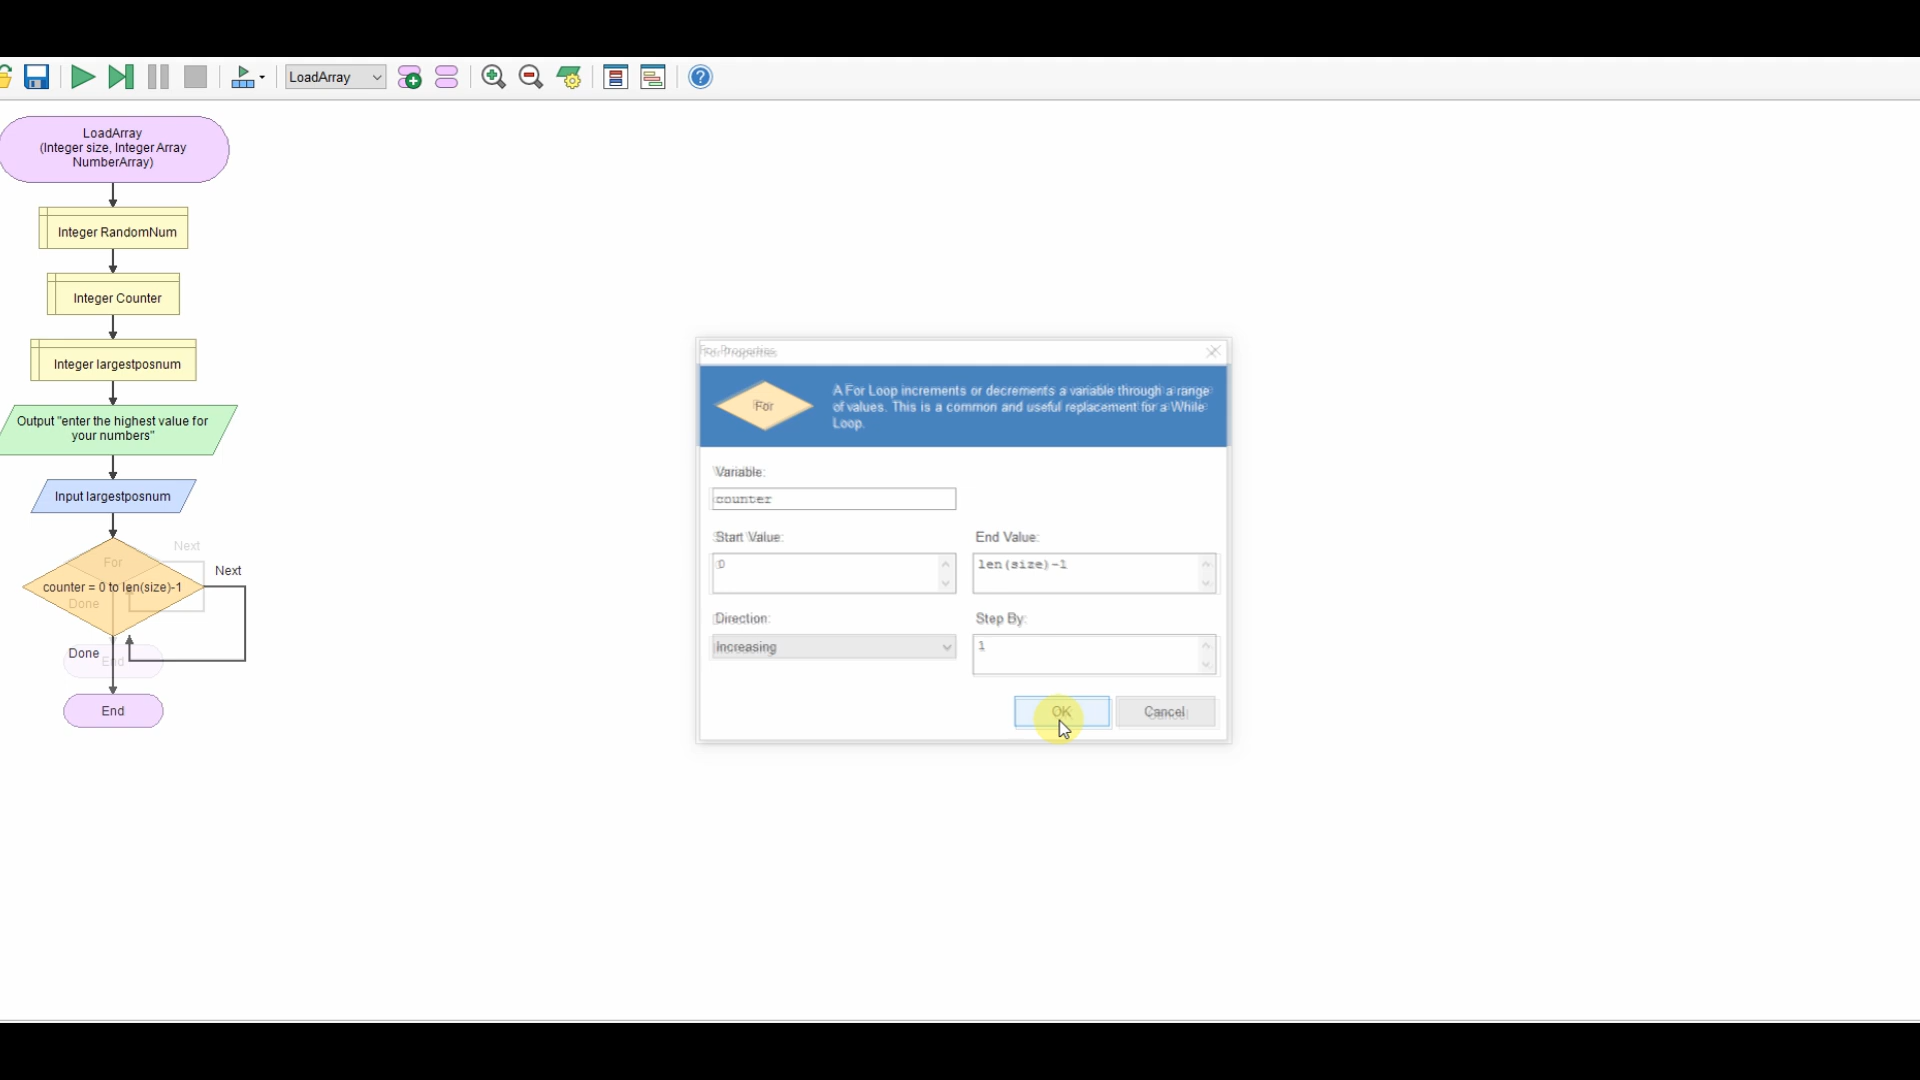 LoadArray
LoadArray
(Integer size, Integer Array
NumberArray)
Integer RandomNum
Integer Counter
Integer largestposnum
Output "enter the highest value for
your numbers"
Input largestposnum
Next
For
Next
counter = 0 to len(size)-1
Done
Done
End
End
For Properties
For
A For Loop increments or decrements a variable through a range
of values. This is a common and useful replacement for a While
Loop.
Variable:
counter
Start Value:
End Value:
0
len(size)-1
Direction:
Step By:
Increasing
1
OK
Cancel